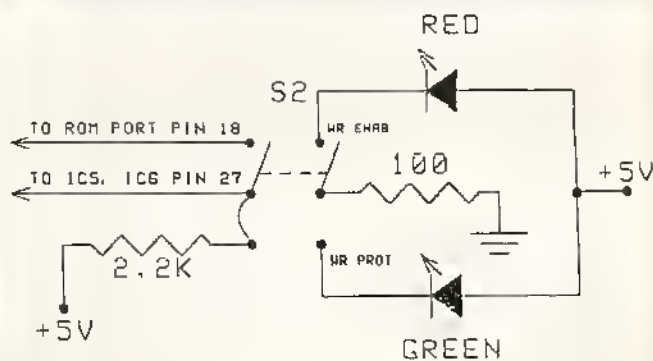 RED
S2
TO ROM PORT PIN 18
WR ENAB
100
+5V
TO IC5, IC6 PIN 27
2.2K
WR PROT
+5V
GREEN